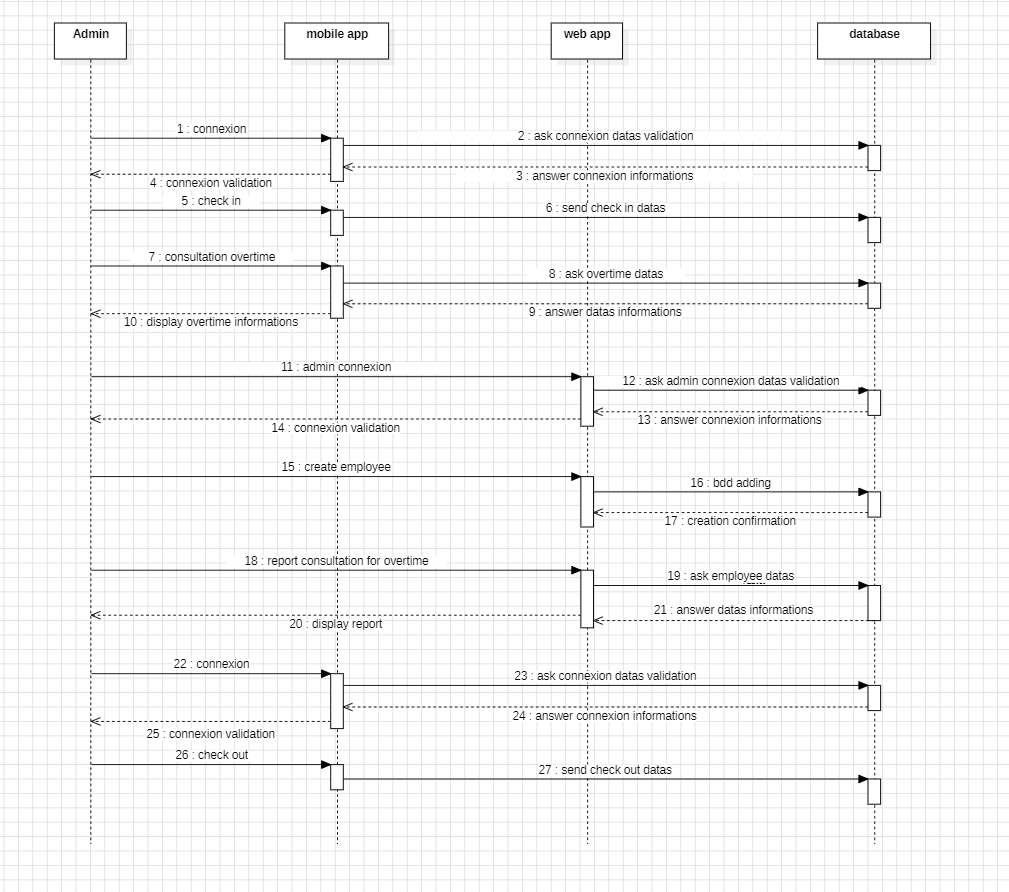 Admin
mobile app
web app
database
1 : connexion
2 : ask connexion datas validation
3 : answer connexion informations
4 : connexion validation
5 : check in
6 : send check in datas
7 : consultation overtime
8 : ask overtime datas
9 : answer datas informations
10 : display overtime informations
11 : admin connexion
12 : ask admin connexion datas validation
13 : answer connexion informations
14 : connexion validation
15 : create employee
16 : bdd adding
17 : creation confirmation
18 : report consultation for overtime
19 : ask employee datas
21 : answer datas informations
20 : display report
22 : connexion
23 : ask connexion datas validation
24 : answer connexion informations
25 : connexion validation
26 : check out
27 : send check out datas